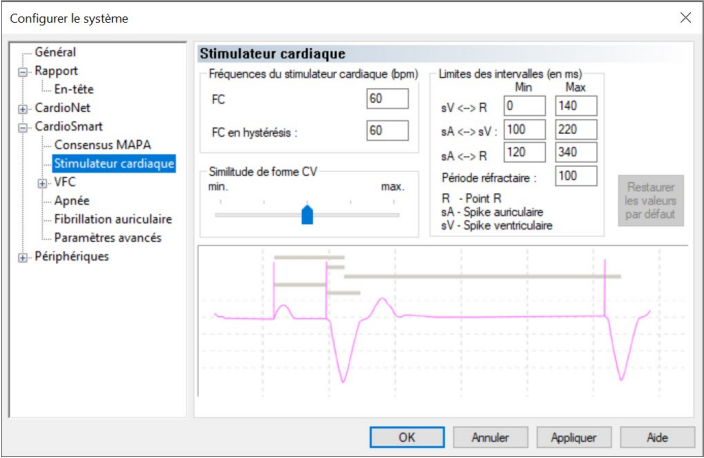 Configurer le système
Général
Rapport
En-tête
CardioNet
CardioSmart
Consensus MAPA
Stimulateur cardiaque
VFC
Apnée
Fibrillation auriculaire
Paramètres avancés
Périphériques
Stimulateur cardiaque
Fréquences du stimulateur cardiaque (bpm)
FC 60
FC en hystérésis : 60
Similitude de forme CV
min. max.
Limites des intervalles (en ms)
Min Max
sV <--> R 0 140
sA <--> sV : 100 220
sA <--> R 120 340
Période réfractaire : 100
R - Point R
sA - Spike auriculaire
sV - Spike ventriculaire
Restaurer
les valeurs
par défaut
OK Annuler Appliquer Aide